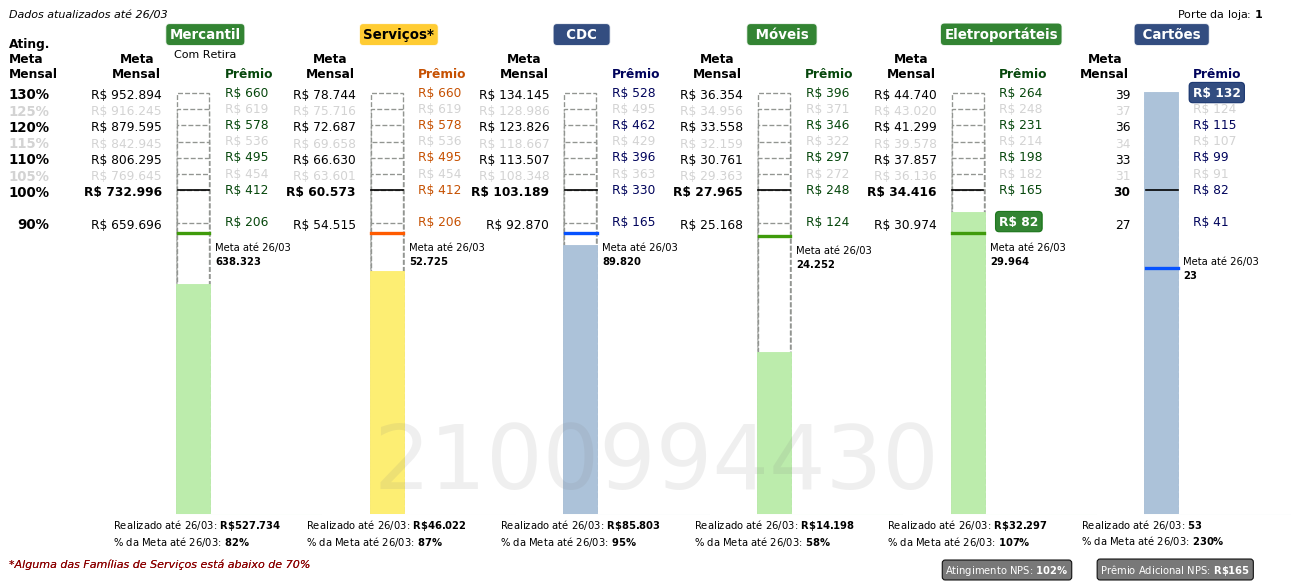 Dados atualizados até 26/03
Porte da loja: 1
Mercantil Serviços* CDC Móveis Eletroportáteis Cartões
Com Retira
Ating. Meta Mensal
Meta Mensal Prêmio Meta Mensal Prêmio Meta Mensal Prêmio Meta Mensal Prêmio Meta Mensal Prêmio Meta Mensal Prêmio
130% R$ 952.894 R$ 660 R$ 78.744 R$ 660 R$ 134.145 R$ 528 R$ 36.354 R$ 396 R$ 44.740 R$ 264 39 R$ 132
125% R$ 916.245 R$ 619 R$ 75.716 R$ 619 R$ 128.986 R$ 495 R$ 34.956 R$ 371 R$ 43.020 R$ 248 37 R$ 124
120% R$ 879.595 R$ 578 R$ 72.687 R$ 578 R$ 123.826 R$ 462 R$ 33.558 R$ 346 R$ 41.299 R$ 231 36 R$ 115
115% R$ 842.945 R$ 536 R$ 69.658 R$ 536 R$ 118.667 R$ 429 R$ 32.159 R$ 322 R$ 39.578 R$ 214 34 R$ 107
110% R$ 806.295 R$ 495 R$ 66.630 R$ 495 R$ 113.507 R$ 396 R$ 30.761 R$ 297 R$ 37.857 R$ 198 33 R$ 99
105% R$ 769.645 R$ 454 R$ 63.601 R$ 454 R$ 108.348 R$ 363 R$ 29.363 R$ 272 R$ 36.136 R$ 182 31 R$ 91
100% R$ 732.996 R$ 412 R$ 60.573 R$ 412 R$ 103.189 R$ 330 R$ 27.965 R$ 248 R$ 34.416 R$ 165 30 R$ 82
90% R$ 659.696 R$ 206 R$ 54.515 R$ 206 R$ 92.870 R$ 165 R$ 25.168 R$ 124 R$ 30.974 R$ 82 27 R$ 41
Meta até 26/03 Meta até 26/03 Meta até 26/03 Meta até 26/03 Meta até 26/03 Meta até 26/03
638.323 52.725 89.820 24.252 29.964 23
2100994430
Realizado até 26/03: R$527.734 Realizado até 26/03: R$46.022 Realizado até 26/03: R$85.803 Realizado até 26/03: R$14.198 Realizado até 26/03: R$32.297 Realizado até 26/03: 53
% da Meta até 26/03: 82% % da Meta até 26/03: 87% % da Meta até 26/03: 95% % da Meta até 26/03: 58% % da Meta até 26/03: 107% % da Meta até 26/03: 230%
*Alguma das Famílias de Serviços está abaixo de 70%
Atingimento NPS: 102% Prêmio Adicional NPS: R$165